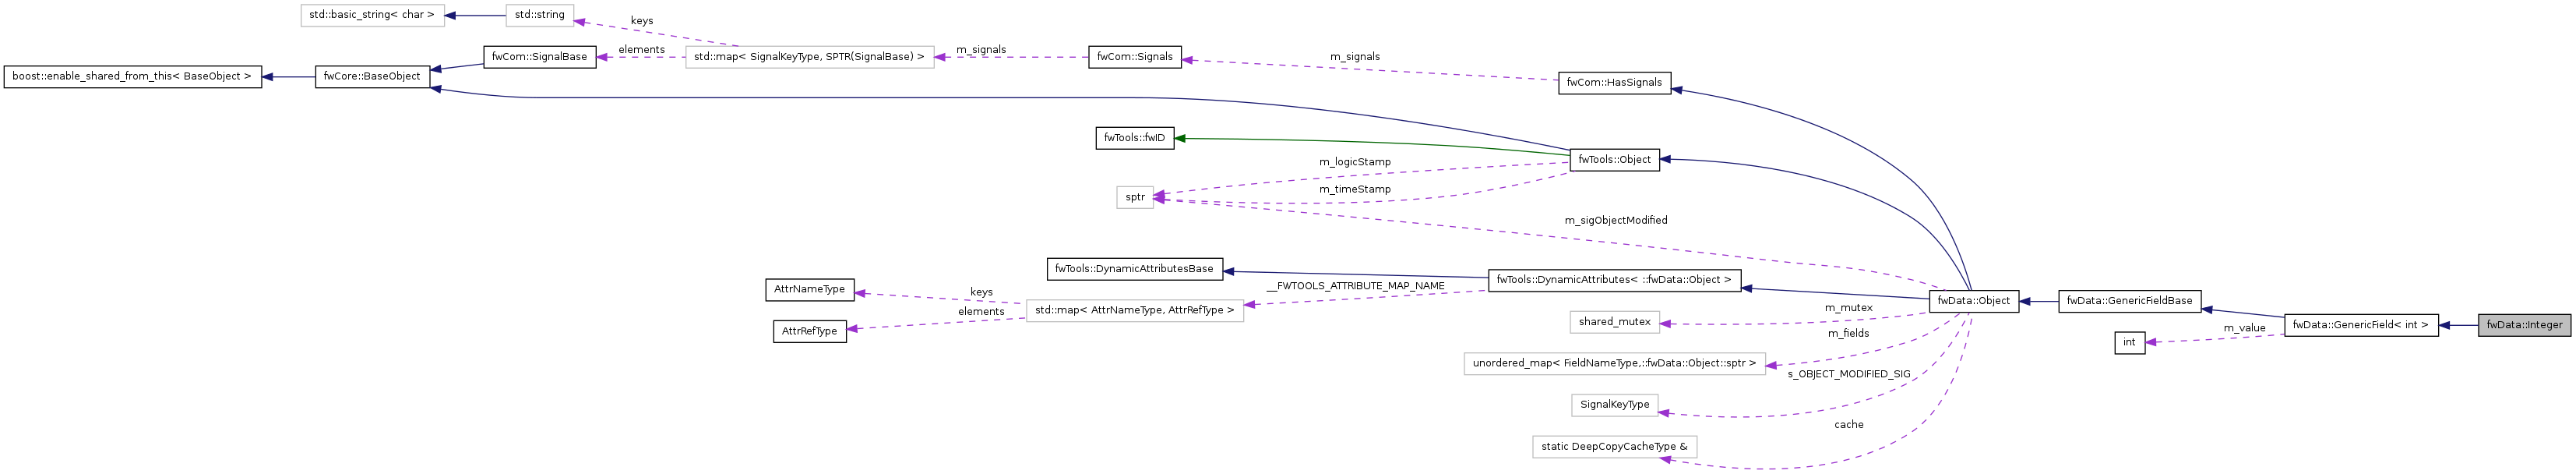 std::basic_string< char >
std::string
keys
boost::enable_shared_from_this< BaseObject >
fwCore::BaseObject
fwCom::SignalBase
elements
std::map< SignalKeyType, SPTR(SignalBase) >
m_signals
fwCom::Signals
m_signals
fwCom::HasSignals
fwTools::fwID
fwTools::Object
m_logicStamp
m_timeStamp
sptr
m_sigObjectModified
fwTools::DynamicAttributesBase
fwTools::DynamicAttributes< ::fwData::Object >
__FWTOOLS_ATTRIBUTE_MAP_NAME
AttrNameType
keys
elements
std::map< AttrNameType, AttrRefType >
AttrRefType
fwData::Object
fwData::GenericFieldBase
m_mutex
shared_mutex
m_fields
unordered_map< FieldNameType,::fwData::Object::sptr >
s_OBJECT_MODIFIED_SIG
SignalKeyType
cache
static DeepCopyCacheType &
int
m_value
fwData::GenericField< int >
fwData::Integer